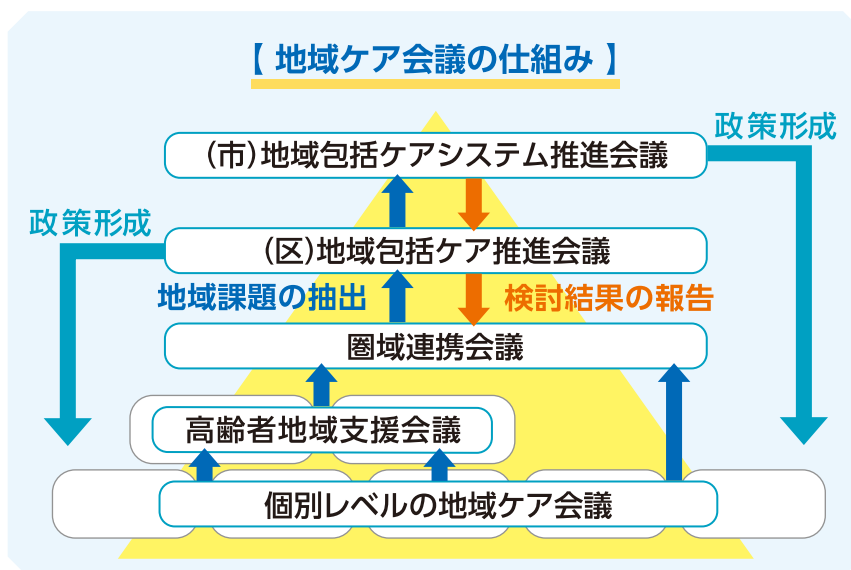 【 地域ケア会議の仕組み 】
政策形成
(市)地域包括ケアシステム推進会議
政策形成
(区)地域包括ケア推進会議
地域課題の抽出
検討結果の報告
圏域連携会議
高齢者地域支援会議
個別レベルの地域ケア会議